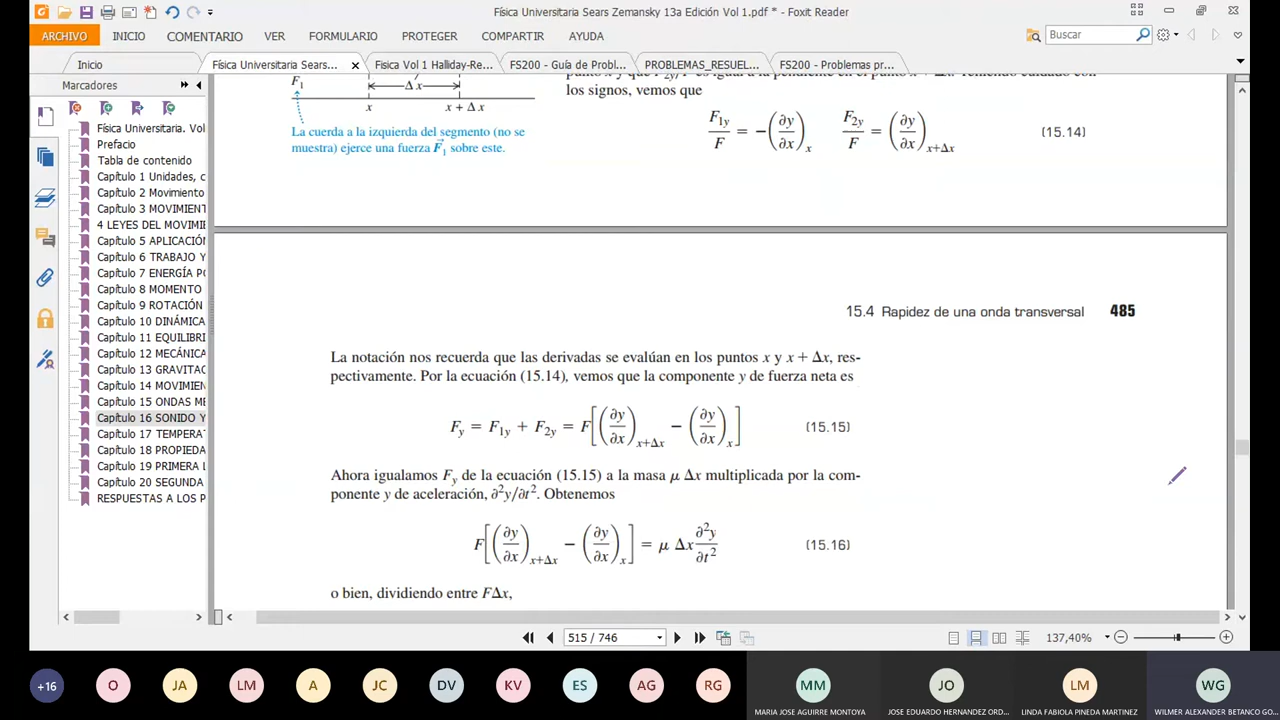 Física Universitaria Sears Zemansky 13a Edición Vol 1.pdf * - Foxit Reader
ARCHIVO INICIO COMENTARIO VER FORMULARIO PROTEGER COMPARTIR AYUDA
Buscar
Inicio
Física Universitaria Sears...
Fisica Vol 1 Halliday-Re...
FS200 - Guía de Probl...
PROBLEMAS_RESUEL...
FS200 - Problemas pr...
Marcadores
Física Universitaria. Vol
Prefacio
Tabla de contenido
Capítulo 1 Unidades, c
Capítulo 2 Movimiento
Capítulo 3 MOVIMIENT
4 LEYES DEL MOVIMIE
Capítulo 5 APLICACIÓN
Capítulo 6 TRABAJO Y
Capítulo 7 ENERGÍA PO
Capítulo 8 MOMENTO
Capítulo 9 ROTACIÓN
Capítulo 10 DINÁMICA
Capítulo 11 EQUILIBRI
Capítulo 12 MECÁNICA
Capítulo 13 GRAVITAC
Capítulo 14 MOVIMIEN
Capítulo 15 ONDAS ME
Capítulo 16 SONIDO Y
Capítulo 17 TEMPERAT
Capítulo 18 PROPIEDA
Capítulo 19 PRIMERA L
Capítulo 20 SEGUNDA
RESPUESTAS A LOS P
F₁
Δx
x x + Δx
La cuerda a la izquierda del segmento (no se
muestra) ejerce una fuerza F⃗₁ sobre este.
los signos, vemos que
F₁y/F = −(∂y/∂x)ₓ F₂y/F = (∂y/∂x)ₓ₊Δₓ (15.14)
15.4 Rapidez de una onda transversal 485
La notación nos recuerda que las derivadas se evalúan en los puntos x y x + Δx, res-
pectivamente. Por la ecuación (15.14), vemos que la componente y de fuerza neta es
Fy = F₁y + F₂y = F[(∂y/∂x)ₓ₊Δₓ − (∂y/∂x)ₓ] (15.15)
Ahora igualamos Fy de la ecuación (15.15) a la masa μ Δx multiplicada por la com-
ponente y de aceleración, ∂²y/∂t². Obtenemos
F[(∂y/∂x)ₓ₊Δₓ − (∂y/∂x)ₓ] = μ Δx ∂²y/∂t² (15.16)
o bien, dividiendo entre FΔx,
515 / 746
137,40%
+16 O JA LM A JC DV KV ES AG RG MM JO LM WG
MARIA JOSE AGUIRRE MONTOYA
JOSE EDUARDO HERNANDEZ ORD...
LINDA FABIOLA PINEDA MARTINEZ
WILMER ALEXANDER BETANCO GO...